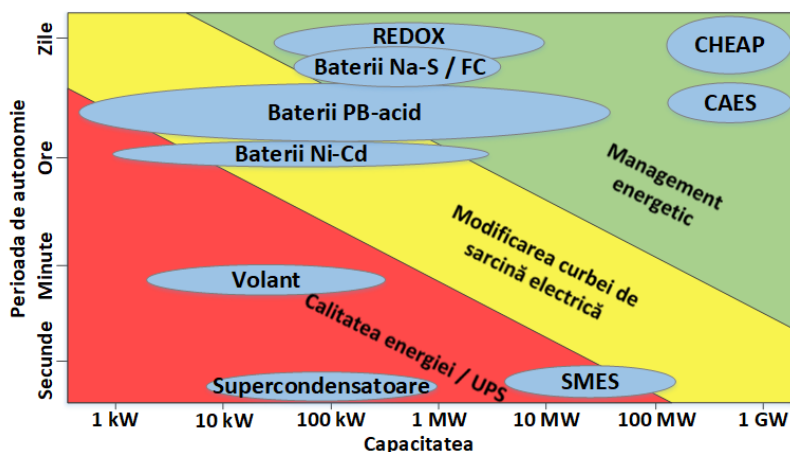 Perioada de autonomie
Zile
Ore
Minute
Secunde
REDOX
CHEAP
Baterii Na-S / FC
CAES
Baterii PB-acid
Baterii Ni-Cd
Management
energetic
Modificarea curbei de
sarcină electrică
Volant
Calitatea energiei / UPS
Supercondensatoare
SMES
1 kW
10 kW
100 kW
1 MW
10 MW
100 MW
1 GW
Capacitatea